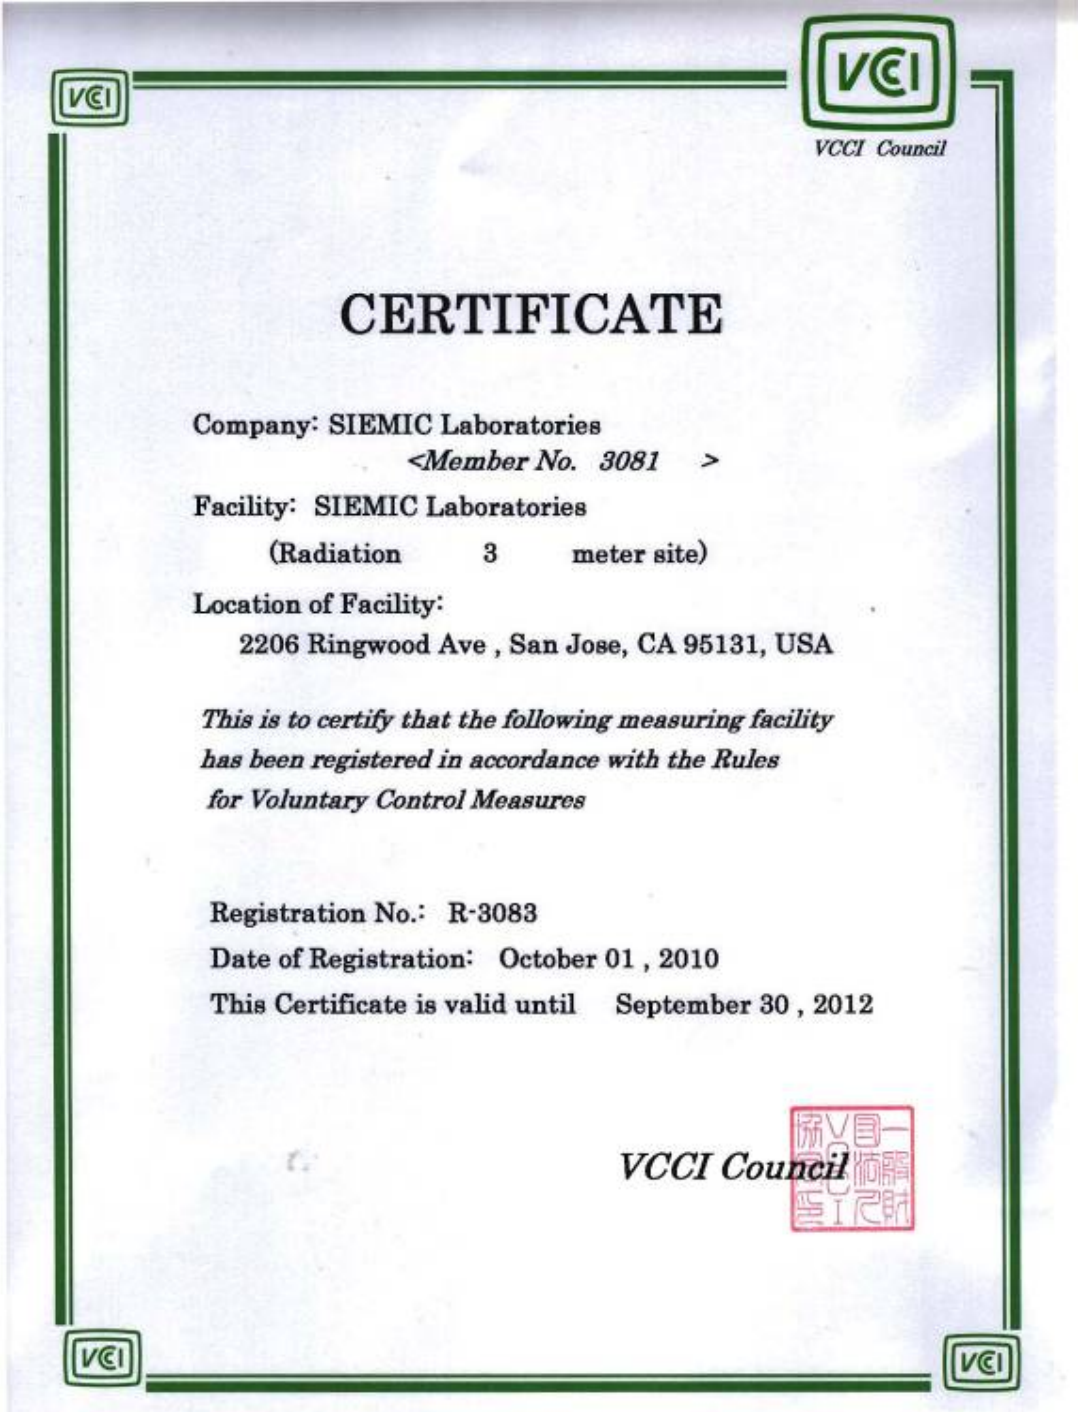 VCCI
VCCI
VCCI Council
CERTIFICATE
Company: SIEMIC Laboratories
<Member No. 3081 >
Facility: SIEMIC Laboratories
(Radiation 3 meter site)
Location of Facility:
2206 Ringwood Ave , San Jose, CA 95131, USA
This is to certify that the following measuring facility
has been registered in accordance with the Rules
for Voluntary Control Measures
Registration No.: R-3083
Date of Registration: October 01 , 2010
This Certificate is valid until September 30 , 2012
VCCI Council
VCCI
VCCI